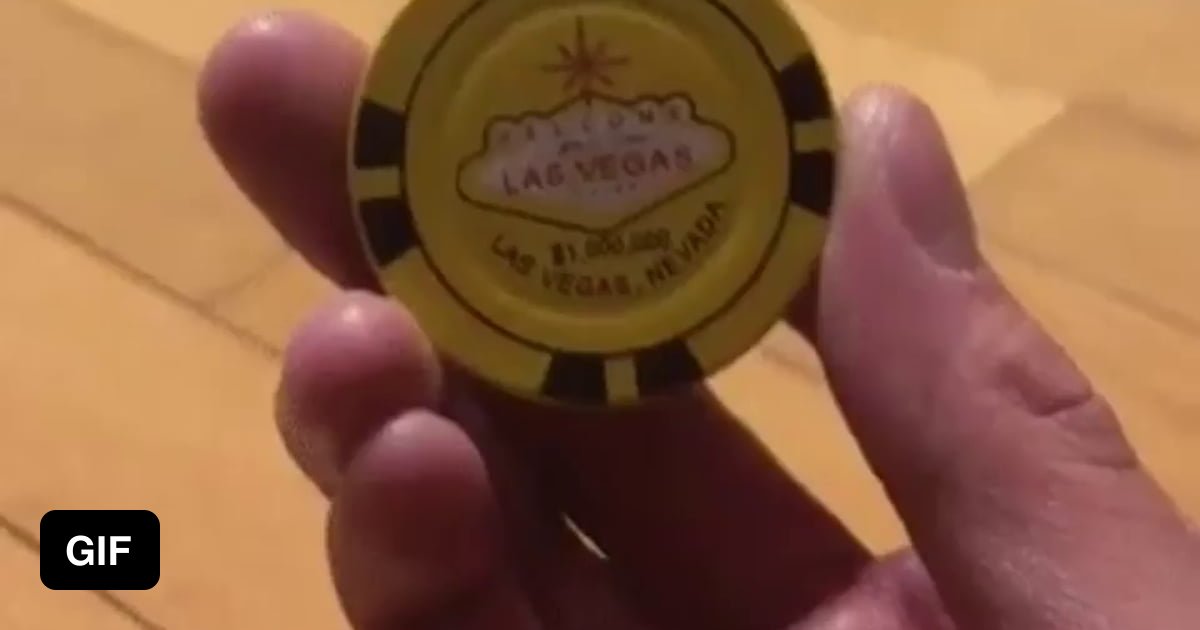 WELCOME
LAS VEGAS
$1,000,000
LAS VEGAS, NEVADA
GIF